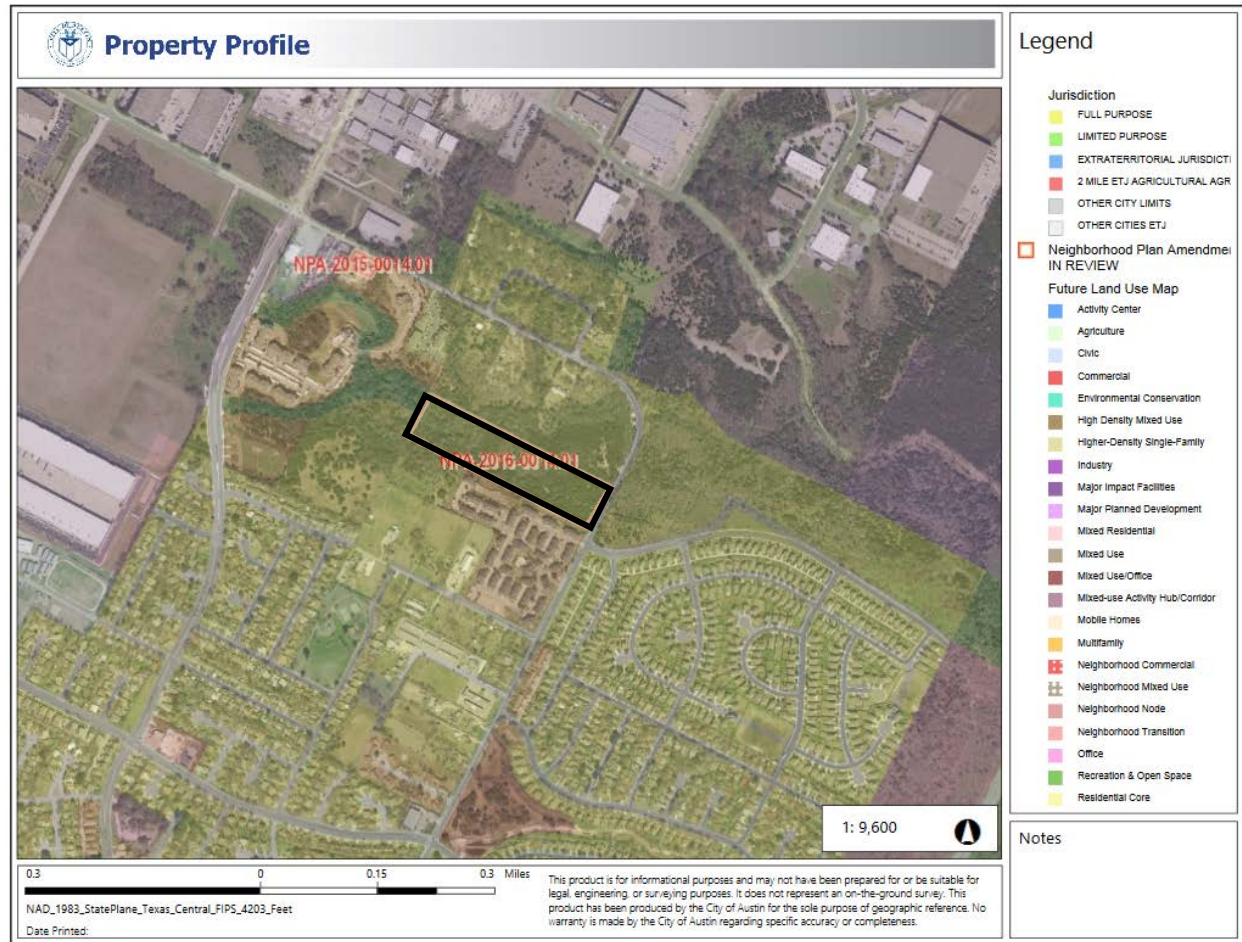 Property Profile
NPA-2015-0014.01
NPA-2016-0014.01
1: 9,600
Legend
Jurisdiction
FULL PURPOSE
LIMITED PURPOSE
EXTRATERRITORIAL JURISDICTI
2 MILE ETJ AGRICULTURAL AGR
OTHER CITY LIMITS
OTHER CITIES ETJ
Neighborhood Plan Amendmen
IN REVIEW
Future Land Use Map
Activity Center
Agriculture
Civic
Commercial
Environmental Conservation
High Density Mixed Use
Higher-Density Single-Family
Industry
Major Impact Facilities
Major Planned Development
Mixed Residential
Mixed Use
Mixed Use/Office
Mixed-use Activity Hub/Corridor
Mobile Homes
Multifamily
Neighborhood Commercial
Neighborhood Mixed Use
Neighborhood Node
Neighborhood Transition
Office
Recreation & Open Space
Residential Core
Notes
0.3 0 0.15 0.3 Miles
NAD_1983_StatePlane_Texas_Central_FIPS_4203_Feet
Date Printed:
This product is for informational purposes and may not have been prepared for or be suitable for
legal, engineering, or surveying purposes. It does not represent an on-the-ground survey. This
product has been produced by the City of Austin for the sole purpose of geographic reference. No
warranty is made by the City of Austin regarding specific accuracy or completeness.